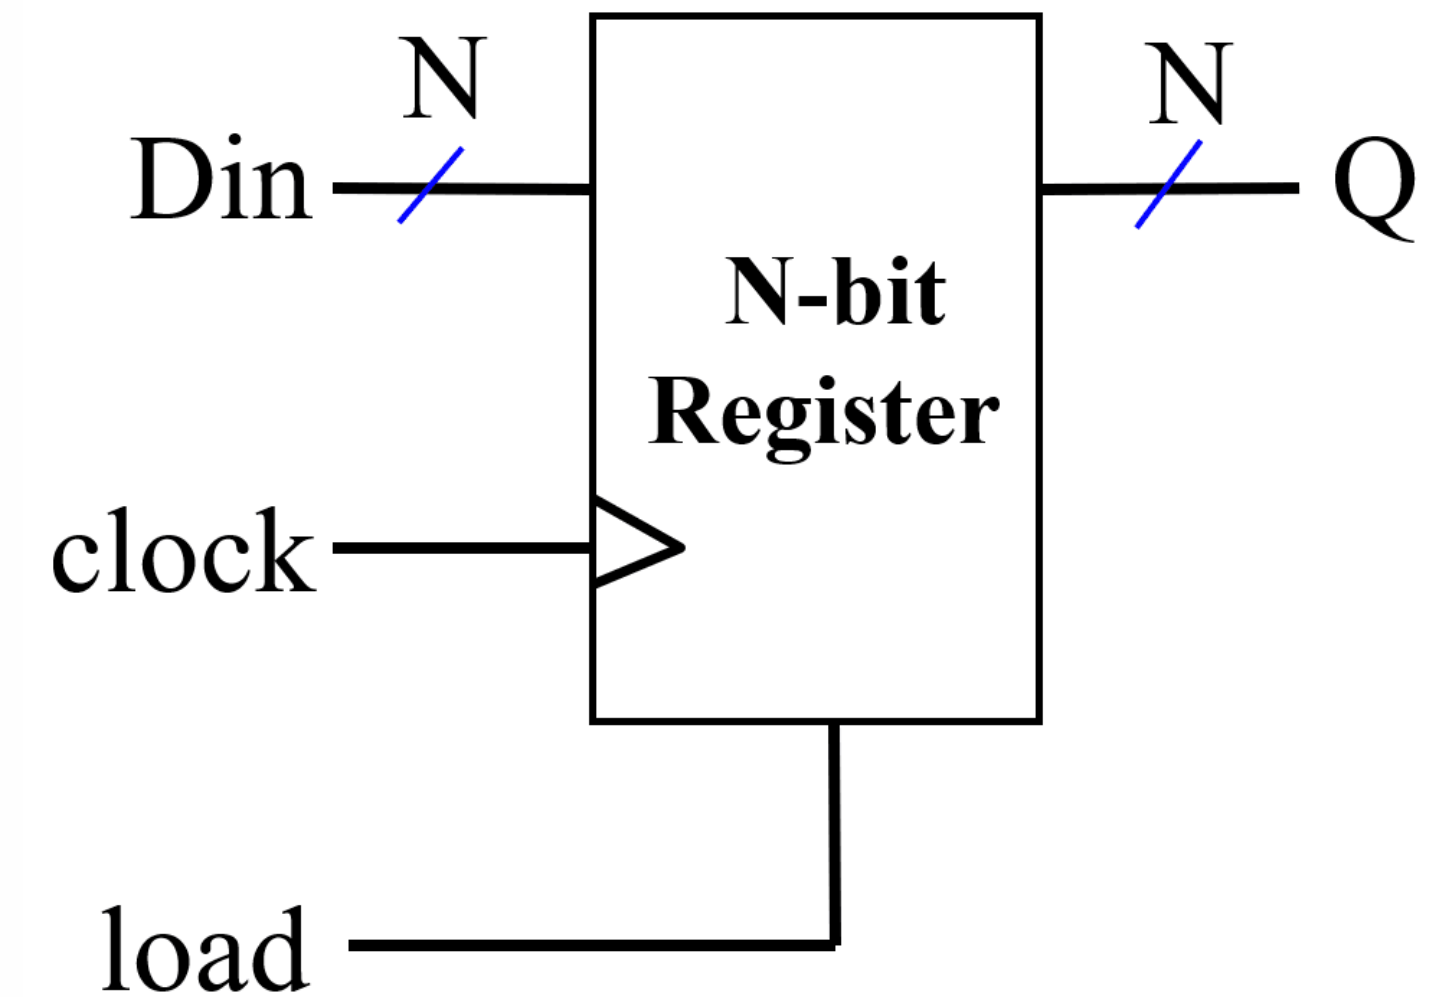 N
N
Din
Q
N-bit
Register
clock
load